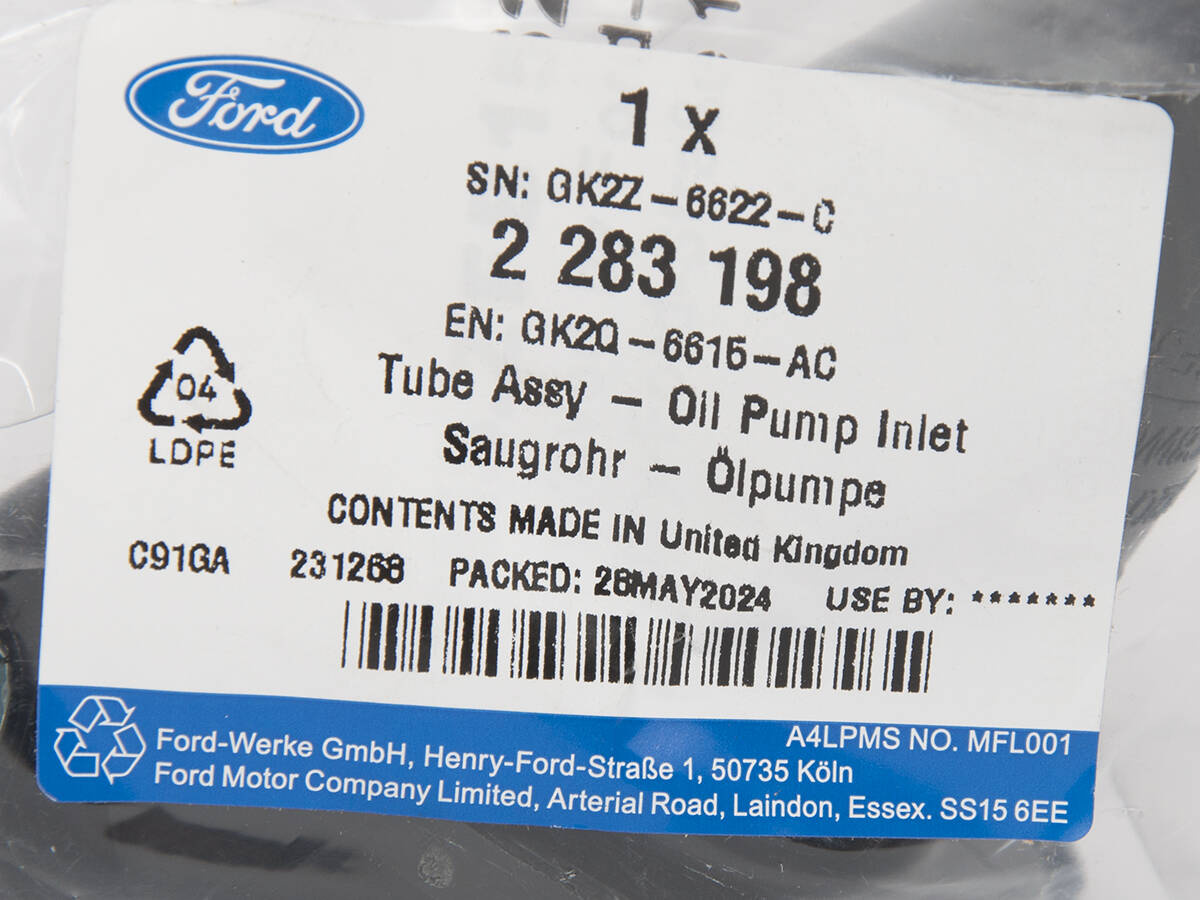 Ford
1 x
SN: GK2Z-6622-C
2 283 198
EN: GK2Q-6615-AC
Tube Assy - Oil Pump Inlet
Saugrohr - Ölpumpe
04
LDPE
CONTENTS MADE IN United Kingdom
C91GA 231268 PACKED: 28MAY2024 USE BY: *******
A4LPMS NO. MFL001
Ford-Werke GmbH, Henry-Ford-Straße 1, 50735 Köln
Ford Motor Company Limited, Arterial Road, Laindon, Essex. SS15 6EE